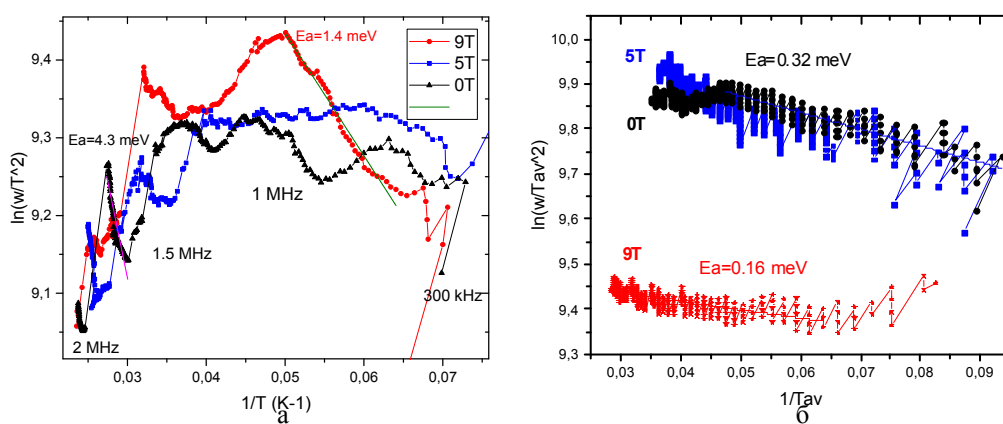 Ea=1.4 meV
9T
5T
0T
Ea=4.3 meV
1 MHz
1.5 MHz
2 MHz
300 kHz
ln(w/T^2)
9,4
9,3
9,2
9,1
0,03
0,04
0,05
0,06
0,07
1/T (K-1)
а
5T
0T
Ea=0.32 meV
9T
Ea=0.16 meV
ln(w/Tav^2)
10,0
9,9
9,8
9,7
9,6
9,5
9,4
9,3
0,03
0,04
0,05
0,06
0,07
0,08
0,09
1/Tav
б